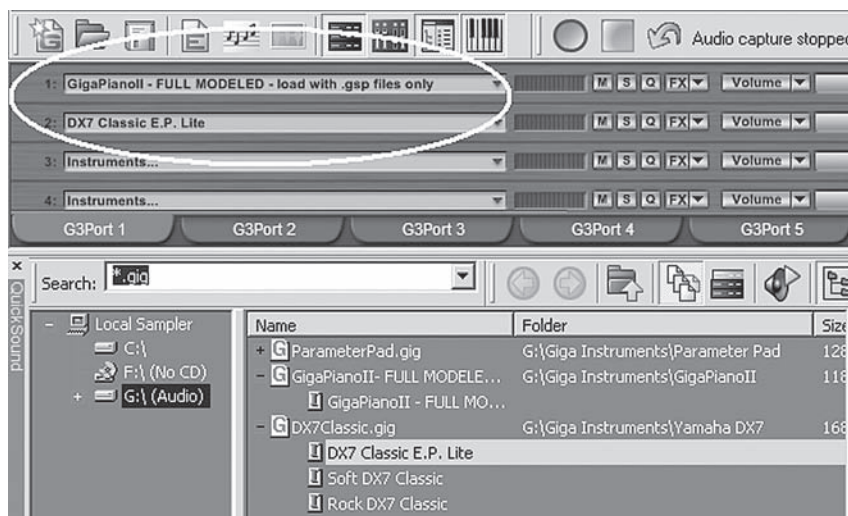 Audio capture stopped
1: GigaPianoII - FULL MODELED - load with .gsp files only M S Q FX Volume
2: DX7 Classic E.P. Lite M S Q FX Volume
3: Instruments... M S Q FX Volume
4: Instruments... M S Q FX Volume
G3Port 1 G3Port 2 G3Port 3 G3Port 4 G3Port 5
QuickSound
Search: *.gig
Local Sampler
C:\
F:\ (No CD)
G:\ (Audio)
Name Folder Size
+ G ParameterPad.gig G:\Giga Instruments\Parameter Pad 128
- G GigaPianoII- FULL MODELE... G:\Giga Instruments\GigaPianoII 118
GigaPianoII - FULL MO...
- G DX7Classic.gig G:\Giga Instruments\Yamaha DX7 168
DX7 Classic E.P. Lite
Soft DX7 Classic
Rock DX7 Classic